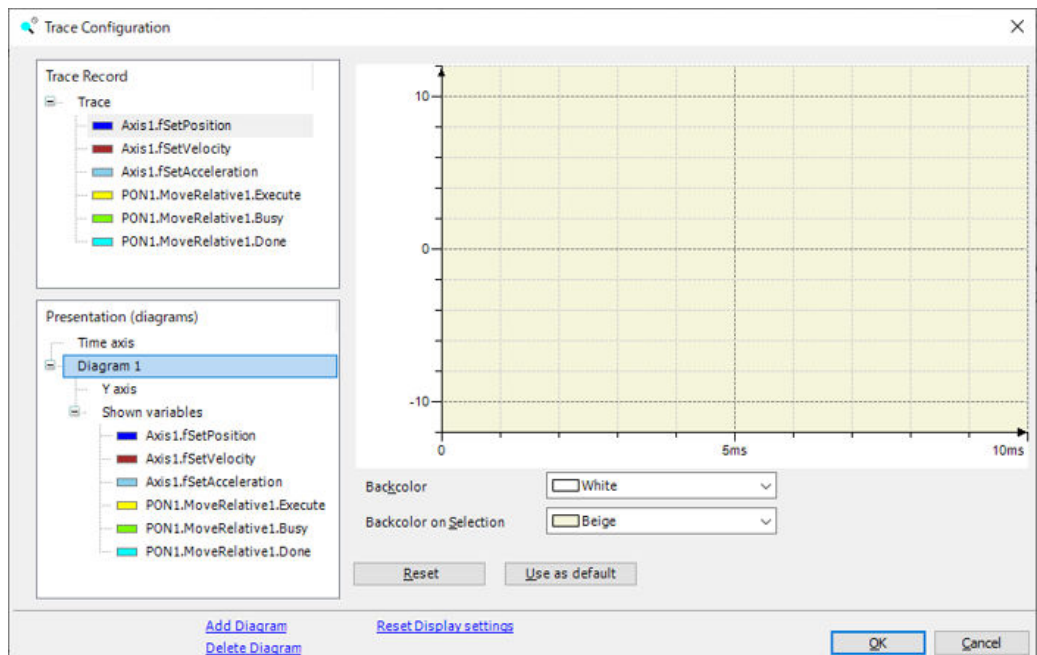 Trace Configuration
Trace Record
Trace
Axis1.fSetPosition
Axis1.fSetVelocity
Axis1.fSetAcceleration
PON1.MoveRelative1.Execute
PON1.MoveRelative1.Busy
PON1.MoveRelative1.Done
Presentation (diagrams)
Time axis
Diagram 1
Y axis
Shown variables
Axis1.fSetPosition
Axis1.fSetVelocity
Axis1.fSetAcceleration
PON1.MoveRelative1.Execute
PON1.MoveRelative1.Busy
PON1.MoveRelative1.Done
10
0
-10
0 5ms 10ms
Backcolor White
Backcolor on Selection Beige
Reset Use as default
Add Diagram Reset Display settings
Delete Diagram
OK Cancel